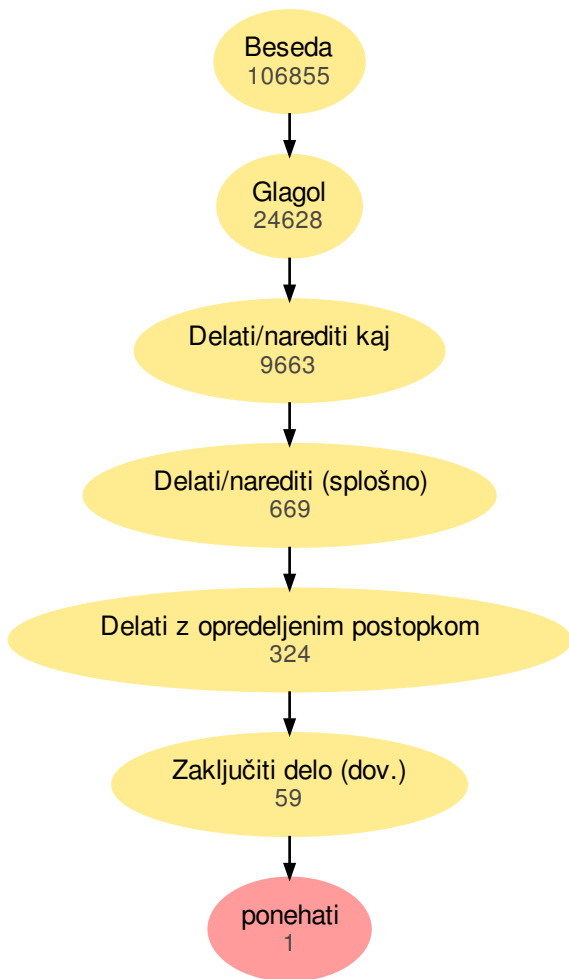 Beseda
106855
Glagol
24628
Delati/narediti kaj
9663
Delati/narediti (splošno)
669
Delati z opredeljenim postopkom
324
Zaključiti delo (dov.)
59
ponehati
1